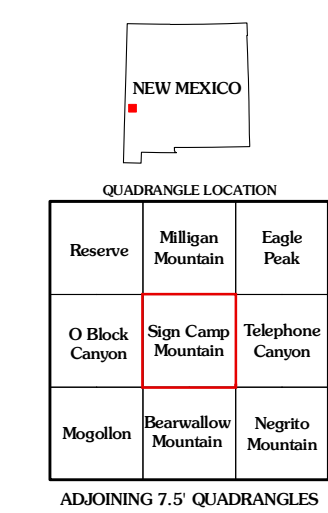 NEW MEXICO
QUADRANGLE LOCATION
Reserve
Milligan
Mountain
Eagle
Peak
O Block
Canyon
Sign Camp
Mountain
Telephone
Canyon
Mogollon
Bearwallow
Mountain
Negrito
Mountain
ADJOINING 7.5' QUADRANGLES